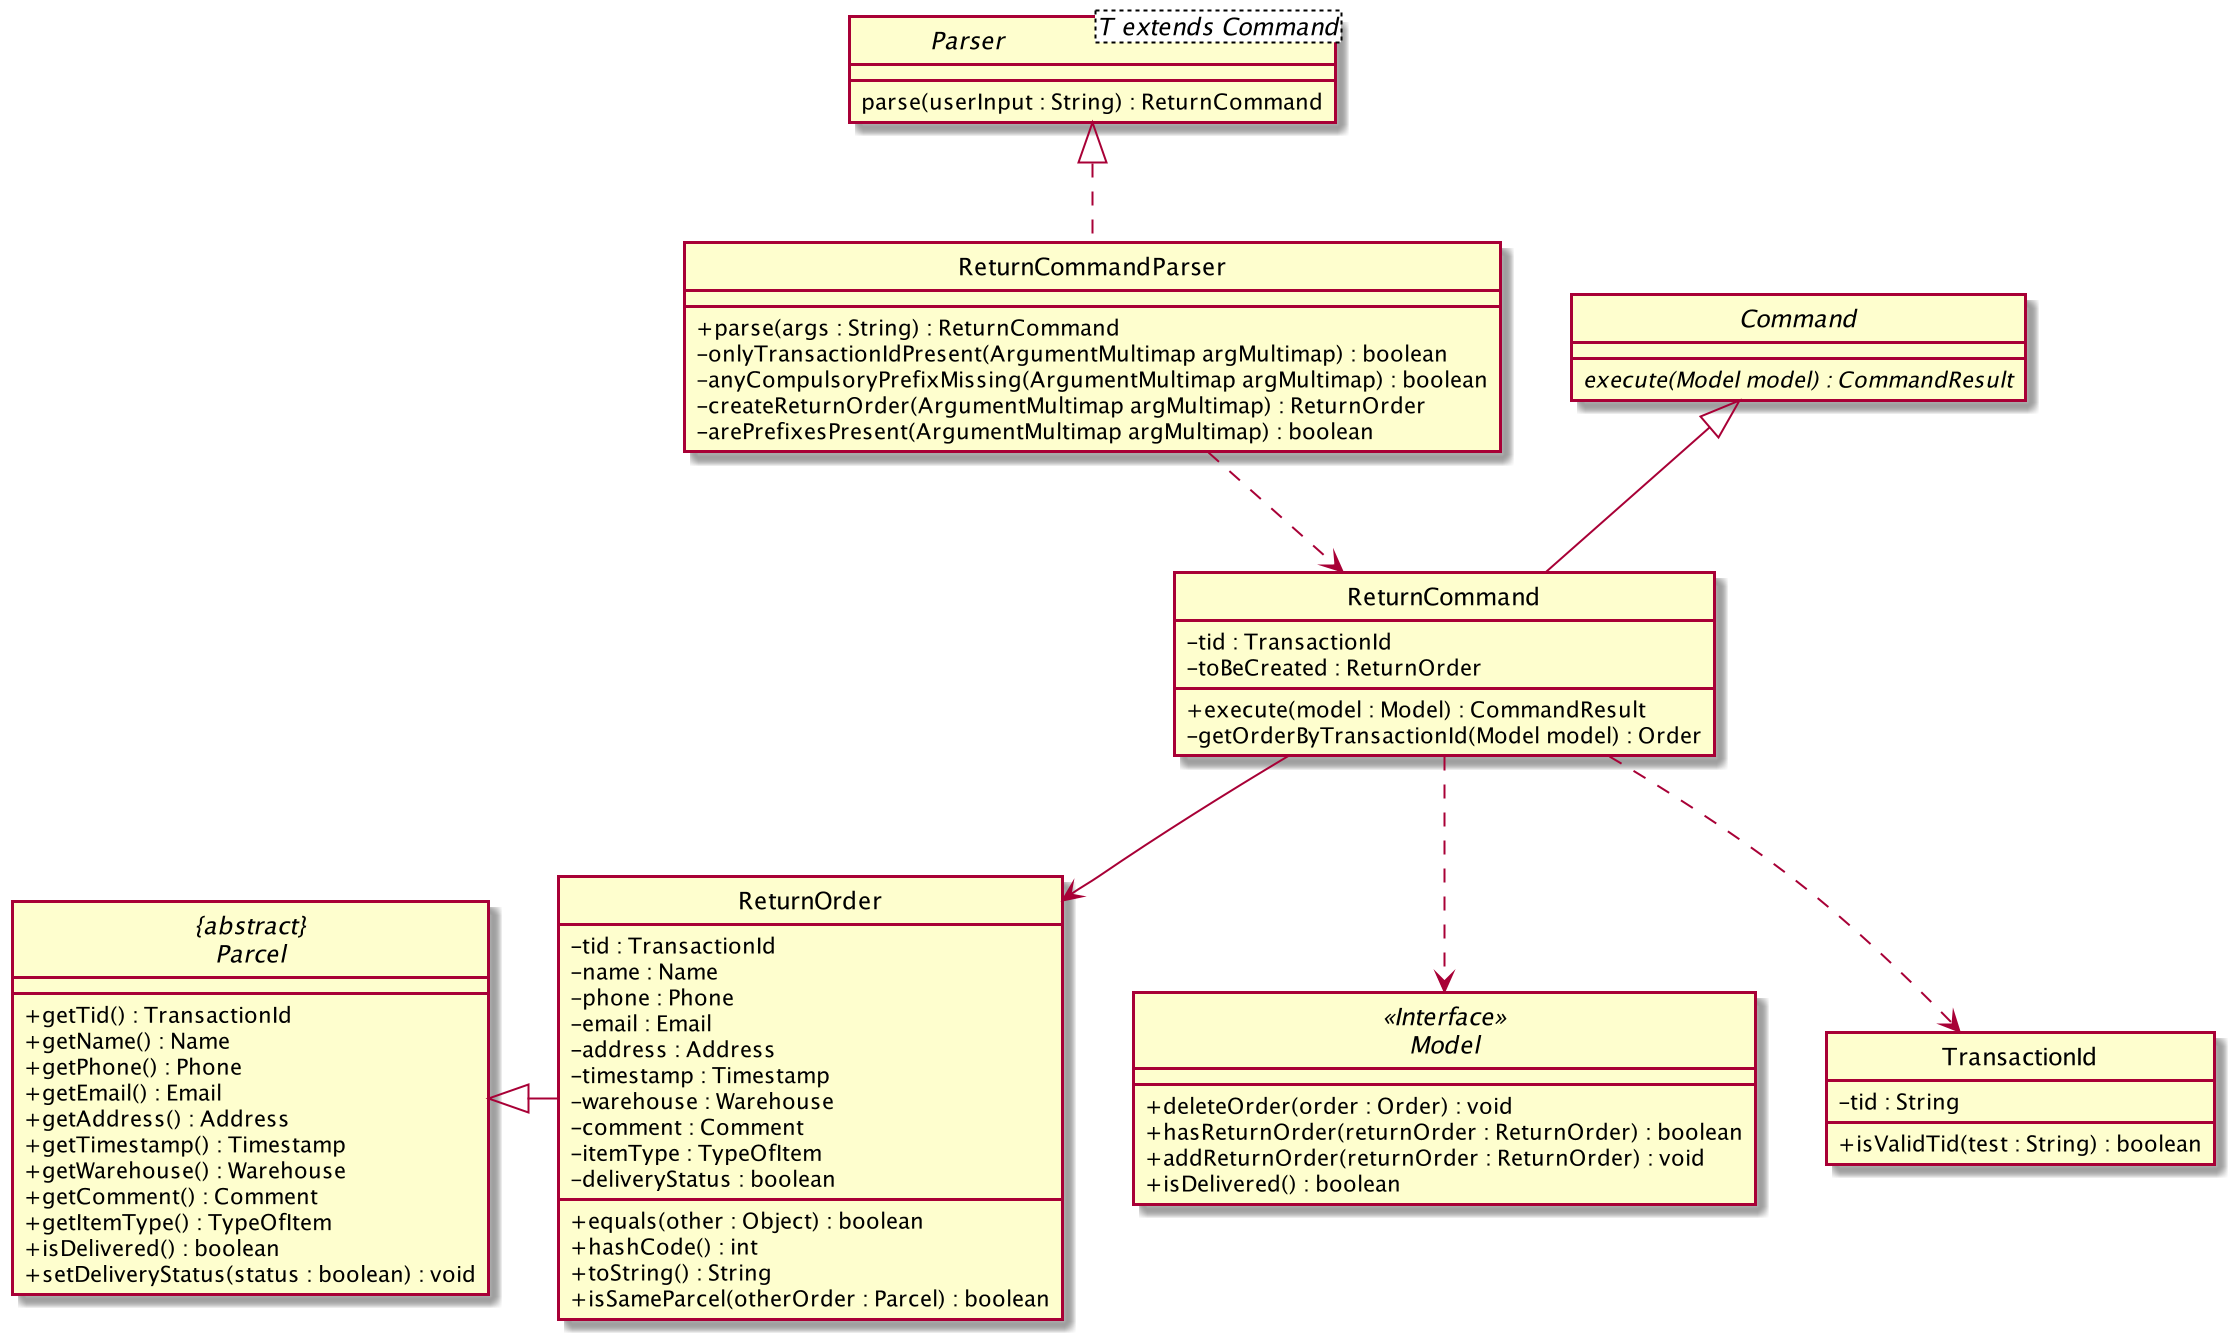 Parser
T extends Command
parse(userInput : String) : ReturnCommand
ReturnCommandParser
+parse(args : String) : ReturnCommand
-onlyTransactionIdPresent(ArgumentMultimap argMultimap) : boolean
-anyCompulsoryPrefixMissing(ArgumentMultimap argMultimap) : boolean
-createReturnOrder(ArgumentMultimap argMultimap) : ReturnOrder
-arePrefixesPresent(ArgumentMultimap argMultimap) : boolean
Command
execute(Model model) : CommandResult
ReturnCommand
-tid : TransactionId
-toBeCreated : ReturnOrder
+execute(model : Model) : CommandResult
-getOrderByTransactionId(Model model) : Order
{abstract}
Parcel
+getTid() : TransactionId
+getName() : Name
+getPhone() : Phone
+getEmail() : Email
+getAddress() : Address
+getTimestamp() : Timestamp
+getWarehouse() : Warehouse
+getComment() : Comment
+getItemType() : TypeOfItem
+isDelivered() : boolean
+setDeliveryStatus(status : boolean) : void
ReturnOrder
-tid : TransactionId
-name : Name
-phone : Phone
-email : Email
-address : Address
-timestamp : Timestamp
-warehouse : Warehouse
-comment : Comment
-itemType : TypeOfItem
-deliveryStatus : boolean
+equals(other : Object) : boolean
+hashCode() : int
+toString() : String
+isSameParcel(otherOrder : Parcel) : boolean
«Interface»
Model
+deleteOrder(order : Order) : void
+hasReturnOrder(returnOrder : ReturnOrder) : boolean
+addReturnOrder(returnOrder : ReturnOrder) : void
+isDelivered() : boolean
TransactionId
-tid : String
+isValidTid(test : String) : boolean